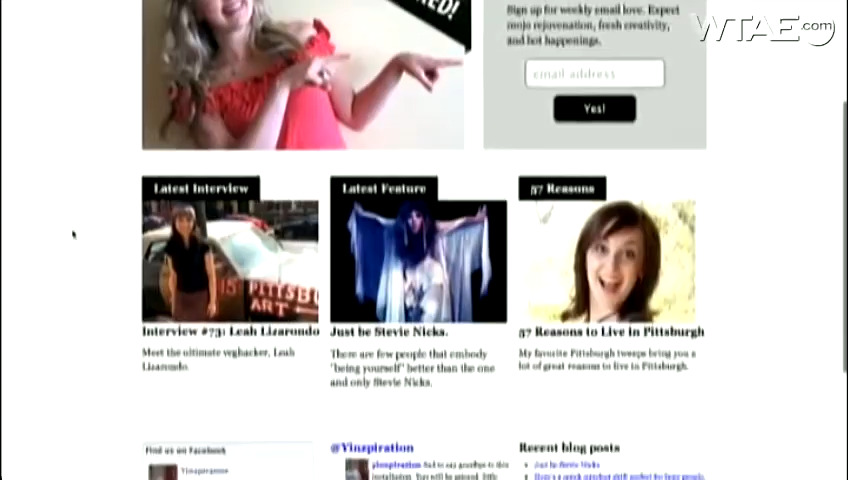 ED!
Sign up for weekly email love. Expect
mojo rejuvenation, fresh creativity,
and hot happenings.
WTAE.com
email address
Yes!
Latest Interview
Latest Feature
57 Reasons
PITTSB
ART
Interview #73: Leah Lizarondo
Just be Stevie Nicks.
57 Reasons to Live in Pittsburgh
Meet the ultimate veghacker, Leah
Lizarondo.
There are few people that embody
"being yourself" better than the one
and only Stevie Nicks.
My favorite Pittsburgh tweeps bring you a
lot of great reasons to live in Pittsburgh.
Find us on Facebook
@Yinzpiration
Recent blog posts
Yinzpiration
Just be Stevie Nicks